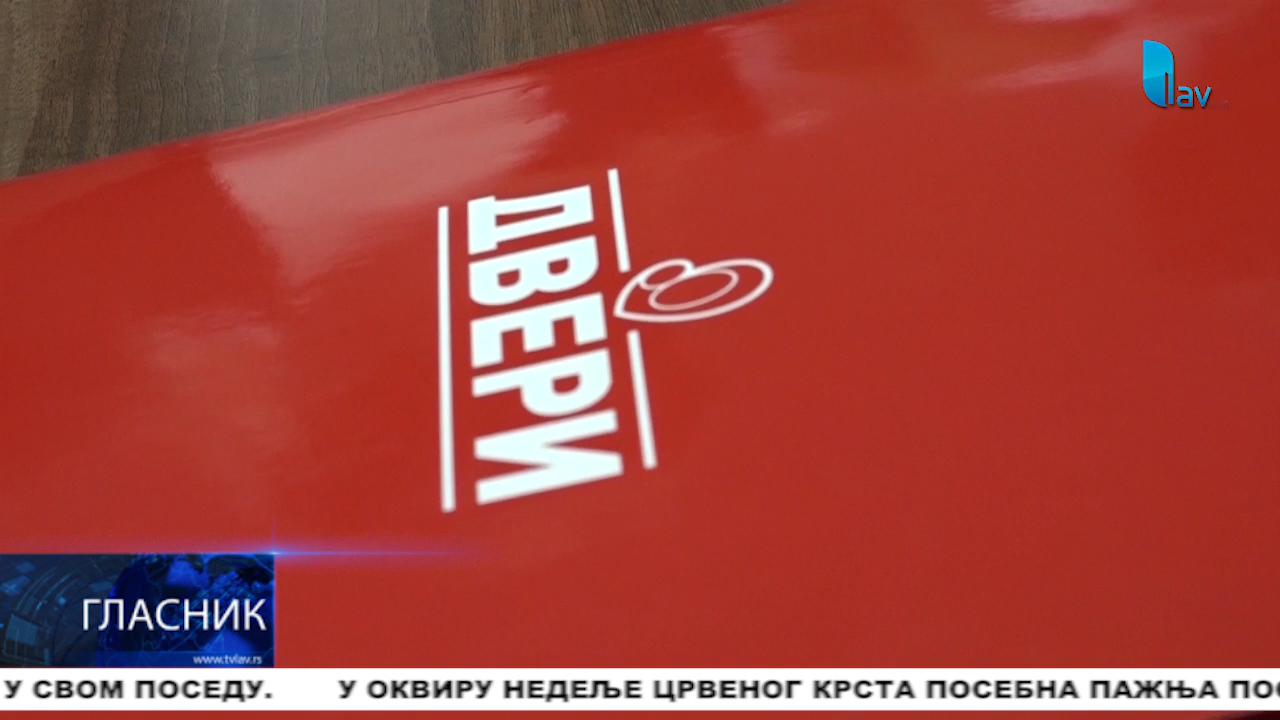 lav
ДВЕРИ
ГЛАСНИК
www.tvlav.rs
У СВОМ ПОСЕДУ. У ОКВИРУ НЕДЕЉЕ ЦРВЕНОГ КРСТА ПОСЕБНА ПАЖЊА